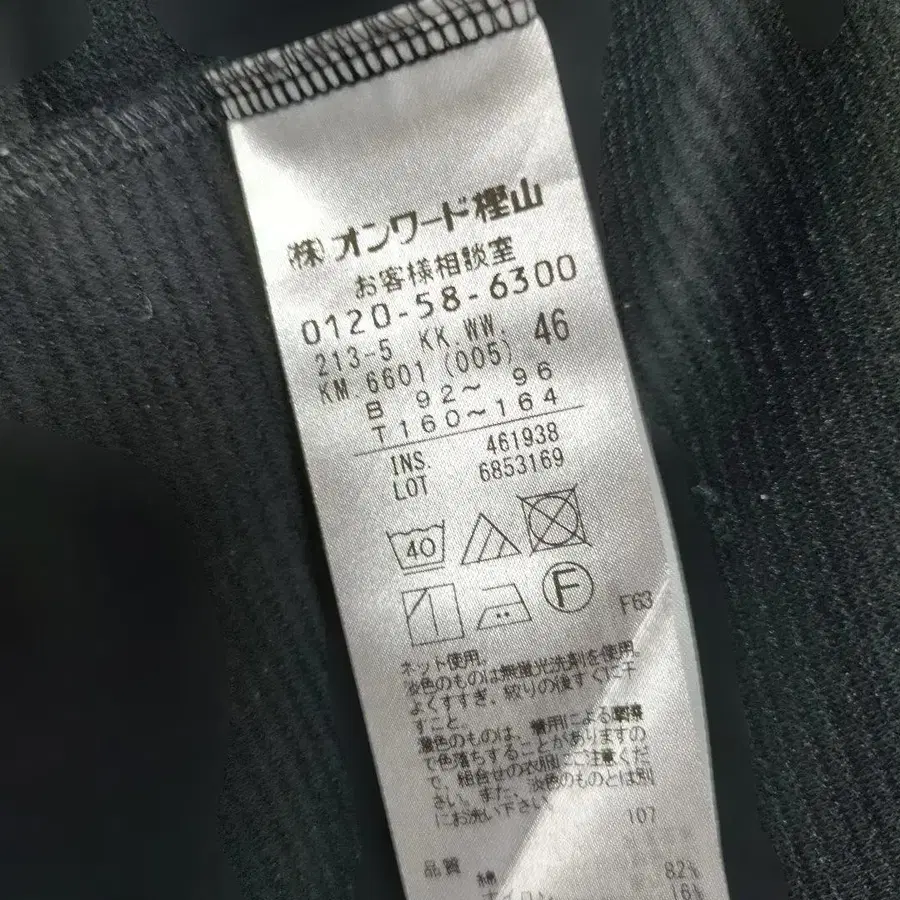 (株)オンワード樫山
お客様相談室
0120-58-6300
213-5 KK.WW. 46
KM.6601 (005)
B 92～ 96
T160～164
INS. 461938
LOT 6853169
40
F
F63
ネット使用。
淡色のものは無蛍光洗剤を使用。
よくすすぎ、絞りの後すぐに干
すこと。
濃色のものは、着用による摩擦
で色落ちすることがありますの
で、組合せの衣服にご注意くだ
さい。また、淡色のものとは別
にお洗い下さい。
107
品質 綿 82%
ナイロン 16%